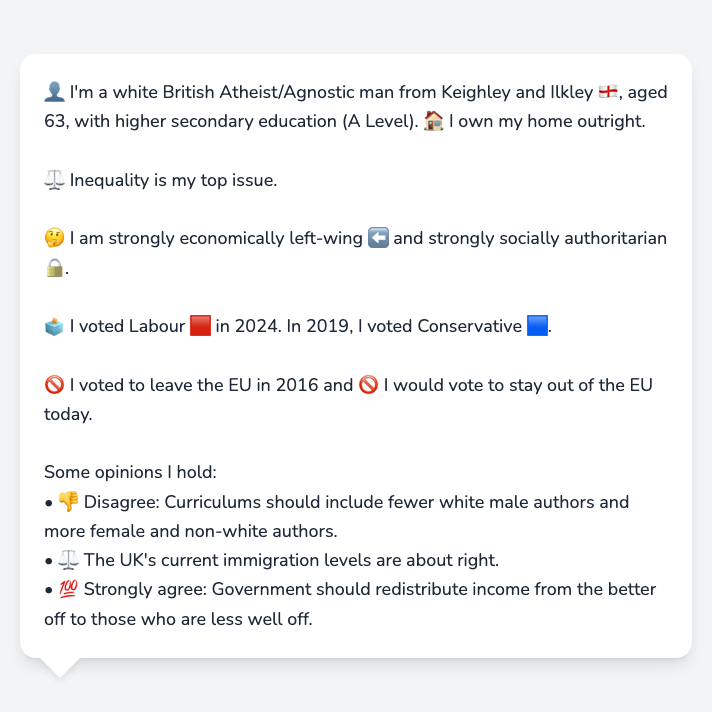 👤 I'm a white British Atheist/Agnostic man from Keighley and Ilkley 🏴󠁧󠁢󠁥󠁮󠁧󠁿, aged
63, with higher secondary education (A Level). 🏠 I own my home outright.
⚖️ Inequality is my top issue.
🤔 I am strongly economically left-wing ⬅️ and strongly socially authoritarian
🔒.
🗳️ I voted Labour 🟥 in 2024. In 2019, I voted Conservative 🟦.
🚫 I voted to leave the EU in 2016 and 🚫 I would vote to stay out of the EU
today.
Some opinions I hold:
• 👎 Disagree: Curriculums should include fewer white male authors and
more female and non-white authors.
• ⚖️ The UK's current immigration levels are about right.
• 💯 Strongly agree: Government should redistribute income from the better
off to those who are less well off.